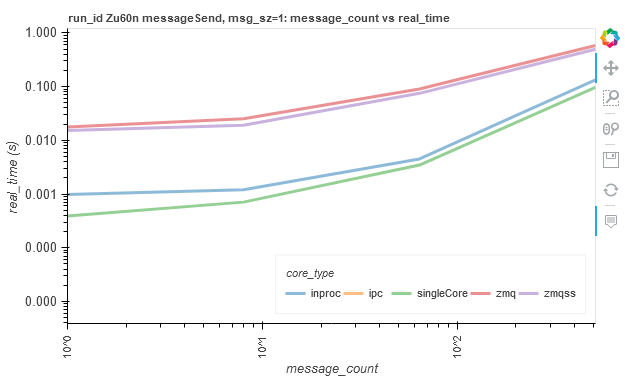 run_id Zu60n messageSend, msg_sz=1: message_count vs real_time
1.000
0.100
0.010
0.001
0.000
0.000
real_time (s)
core_type
inproc ipc singleCore zmq zmqss
10^0 10^1 10^2
message_count